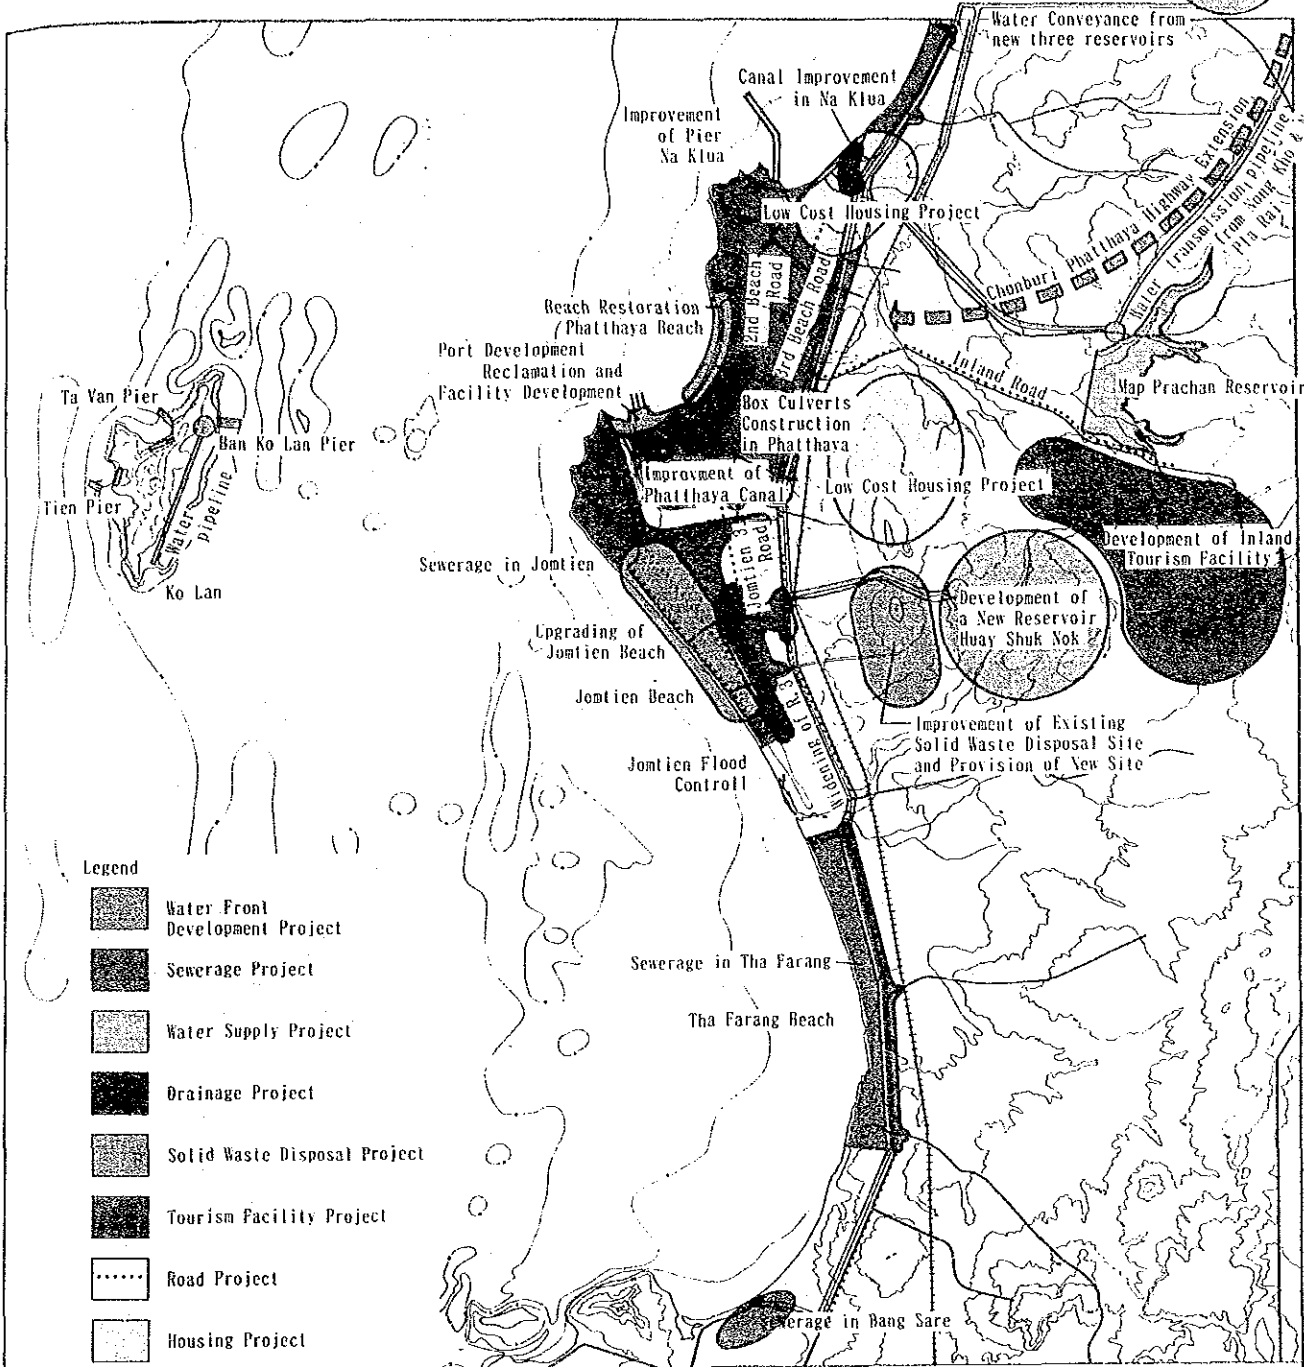 Water Conveyance from
new three reservoirs
Canal Improvement
in Na Klua
Improvement
of Pier
Na Klua
Low Cost Housing Project
Chonburi Phatthaya Highway Extension
Water transmission pipeline
from Nong Kho &
Pla Rai
2nd Beach
Road
3rd Beach Road
Beach Restoration
Phatthaya Beach
Port Development
Reclamation and
Facility Development
Inland Road
Map Prachan Reservoir
Ta Van Pier
Ban Ko Lan Pier
Tien Pier
Water
pipeline
Ko Lan
Box Culverts
Construction
in Phatthaya
Improvment of
Phatthaya Canal
Low Cost Housing Project
Development of Inland
Tourism Facility
Sewerage in Jomtien
Jomtien 3
Road
Development of
a New Reservoir
Huay Shuk Nok
Upgrading of
Jomtien Beach
Jomtien Beach
Widening of R.3
Improvement of Existing
Solid Waste Disposal Site
and Provision of New Site
Jomtien Flood
Controll
Sewerage in Tha Farang
Tha Farang Beach
Sewerage in Bang Sare
Legend
Water Front
Development Project
Sewerage Project
Water Supply Project
Drainage Project
Solid Waste Disposal Project
Tourism Facility Project
Road Project
Housing Project